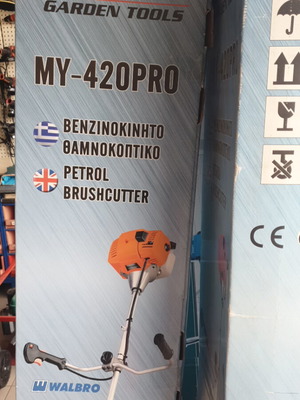 GARDEN TOOLS
MY-420PRO
ΒΕΝΖΙΝΟΚΙΝΗΤΟ
ΘΑΜΝΟΚΟΠΤΙΚΟ
PETROL
BRUSHCUTTER
WALBRO
CE